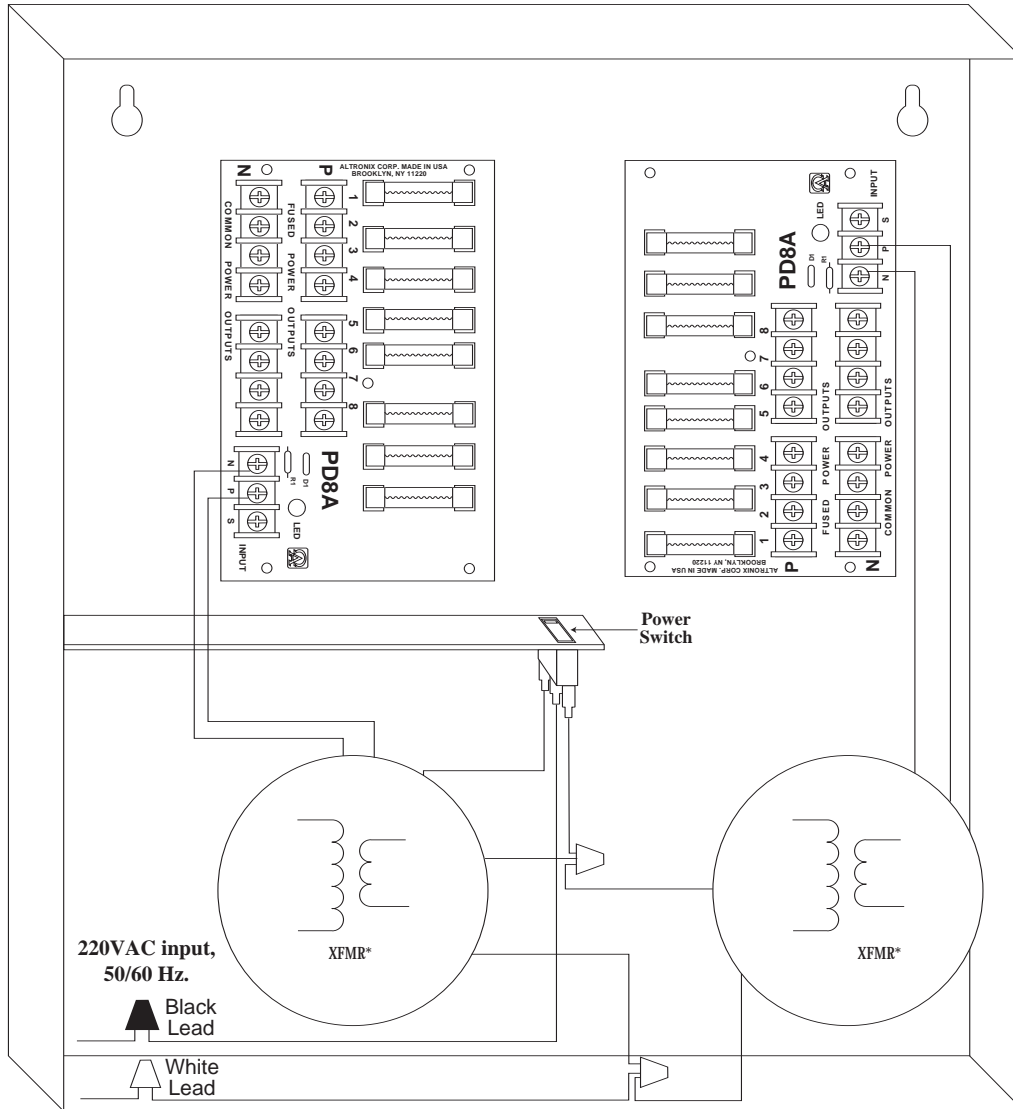 N
P
ALTRONIX CORP. MADE IN USA
BROOKLYN, NY 11220
COMMON POWER OUTPUTS
FUSED POWER OUTPUTS
1
2
3
4
5
6
7
8
N
P
S
INPUT
R1
D1
LED
PD8A
INPUT
S
P
N
LED
D1
R1
PD8A
8
7
6
5
4
3
2
1
FUSED POWER OUTPUTS
COMMON POWER OUTPUTS
P
N
ALTRONIX CORP. MADE IN USA
BROOKLYN, NY 11220
Power
Switch
XFMR*
XFMR*
220VAC input,
50/60 Hz.
Black
Lead
White
Lead